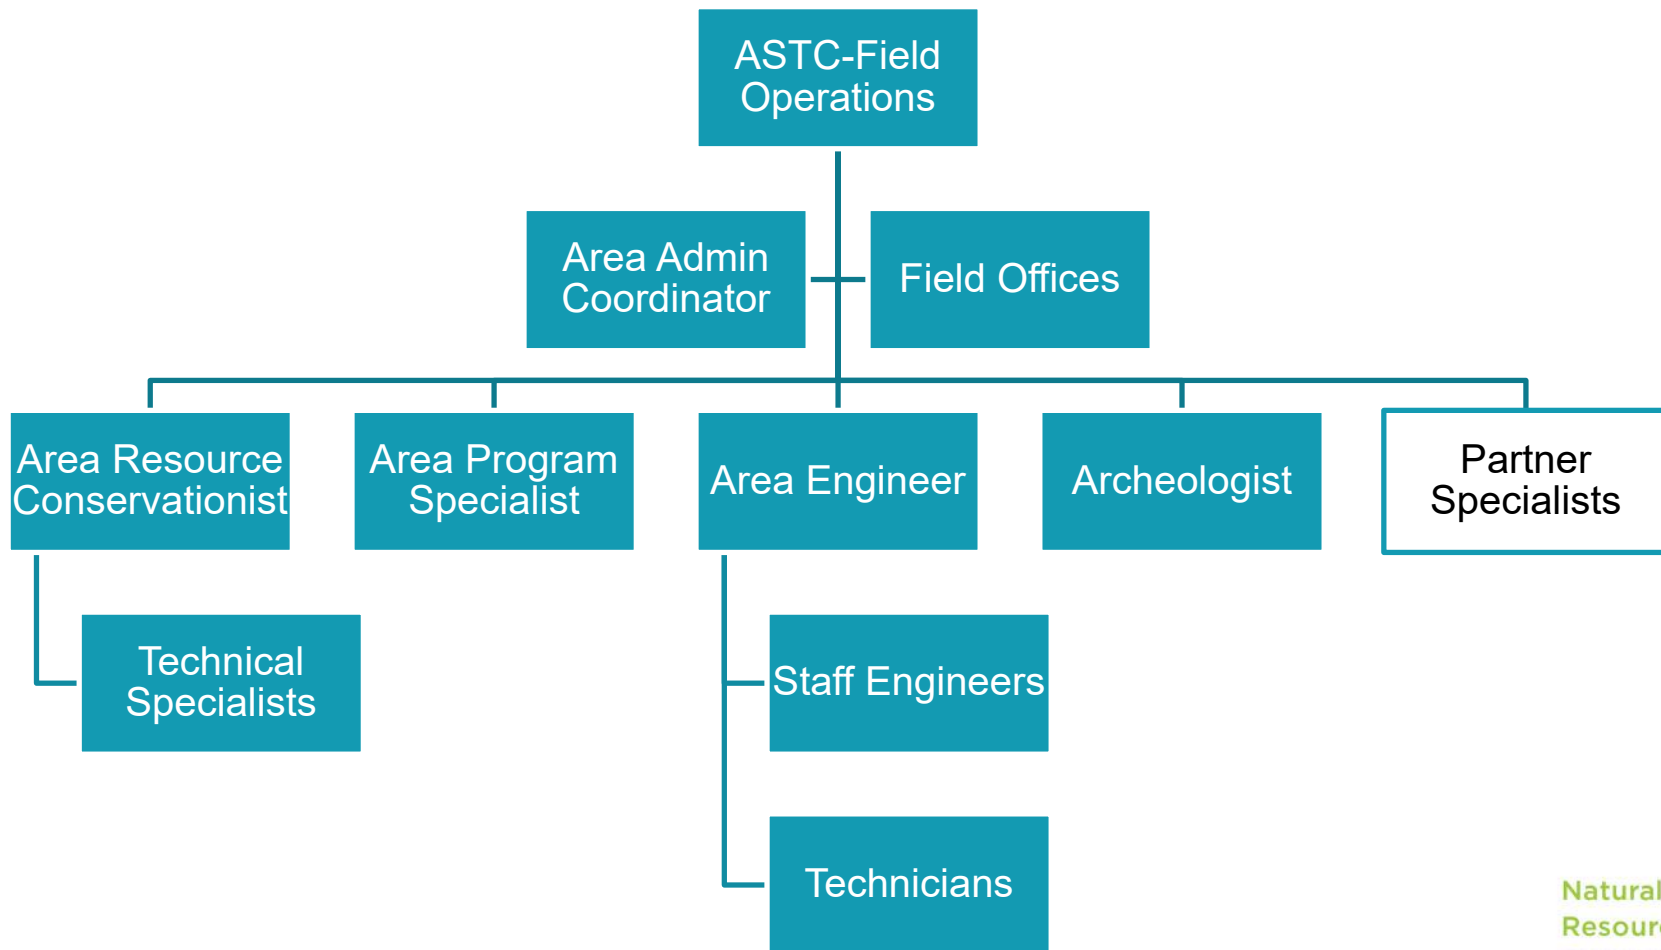 ASTC-Field
Operations
Area Admin
Coordinator
Field Offices
Area Resource
Conservationist
Area Program
Specialist
Area Engineer
Archeologist
Partner
Specialists
Technical
Specialists
Staff Engineers
Technicians
Natural
Resour